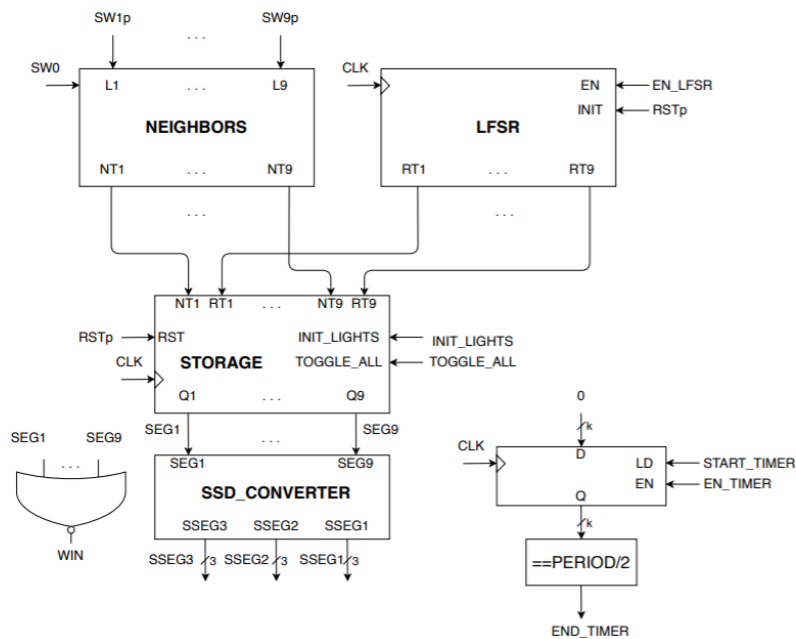 SW1p ... SW9p
SW0
L1 ... L9
NEIGHBORS
NT1 ... NT9
...
CLK
EN
EN_LFSR
INIT
RSTp
LFSR
RT1 ... RT9
...
NT1 RT1 ... NT9 RT9
RSTp
RST
INIT_LIGHTS
INIT_LIGHTS
CLK
STORAGE
TOGGLE_ALL
TOGGLE_ALL
Q1 ... Q9
SEG1 ... SEG9
SEG1 SEG9
SSD_CONVERTER
SSEG3 SSEG2 SSEG1
SSEG3 3 SSEG2 3 SSEG1 3
SEG1 ... SEG9
WIN
0
k
CLK
D
LD
START_TIMER
EN
EN_TIMER
Q
k
==PERIOD/2
END_TIMER